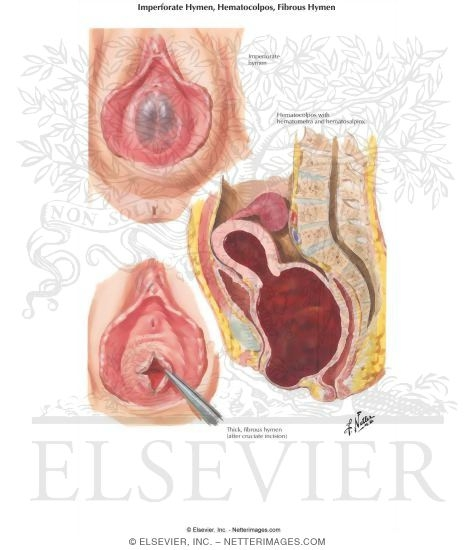 Imperforate Hymen, Hematocolpos, Fibrous Hymen
Imperforate
hymen
Hematocolpos with
hematometra and hematosalpinx
NON SOLUS
Thick, fibrous hymen
(after cruciate incision)
F. Netter
ELSEVIER
© Elsevier, Inc. - Netterimages.com
© ELSEVIER, INC. – NETTERIMAGES.COM